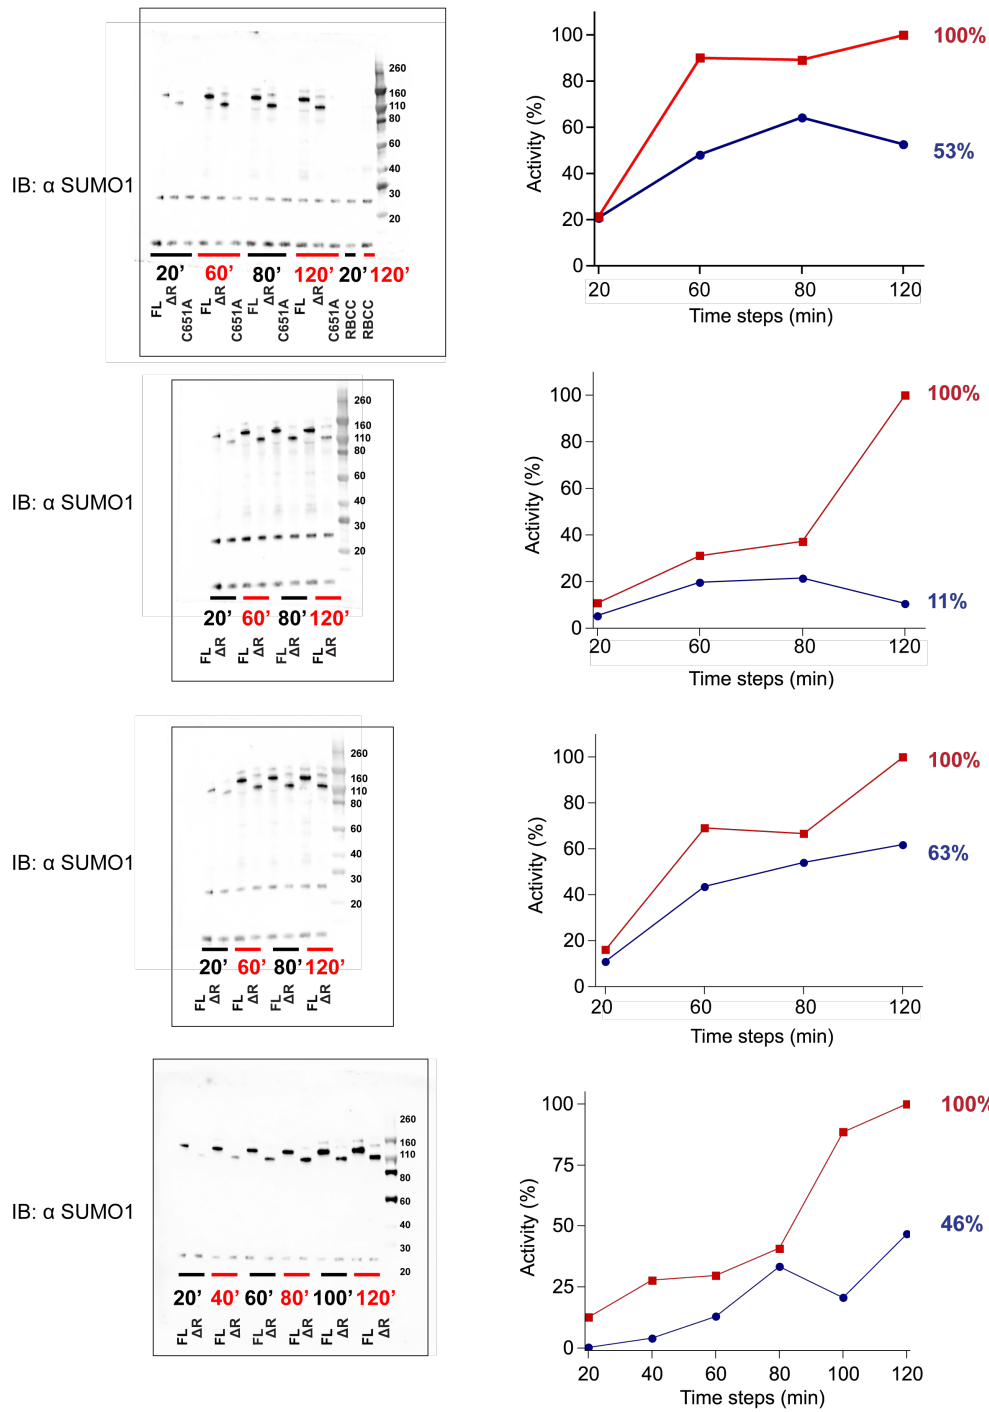 IB: α SUMO1
260
160
110
80
60
40
30
20
20’ 60’ 80’ 120’ 20’ 120’
FL ΔR C651A FL ΔR C651A FL ΔR C651A FL ΔR C651A RBCC RBCC
Activity (%)
100
80
60
40
20
0
20 60 80 120
Time steps (min)
100%
53%
IB: α SUMO1
260
160
110
80
60
40
30
20
20’ 60’ 80’ 120’
FL ΔR FL ΔR FL ΔR FL ΔR
Activity (%)
100
80
60
40
20
0
20 60 80 120
Time steps (min)
100%
11%
IB: α SUMO1
260
160
110
80
60
40
30
20
20’ 60’ 80’ 120’
FL ΔR FL ΔR FL ΔR FL ΔR
Activity (%)
100
80
60
40
20
0
20 60 80 120
Time steps (min)
100%
63%
IB: α SUMO1
260
160
110
80
60
40
30
20
20’ 40’ 60’ 80’ 100’ 120’
FL ΔR FL ΔR FL ΔR FL ΔR FL ΔR FL ΔR
Activity (%)
100
75
50
25
0
20 40 60 80 100 120
Time steps (min)
100%
46%